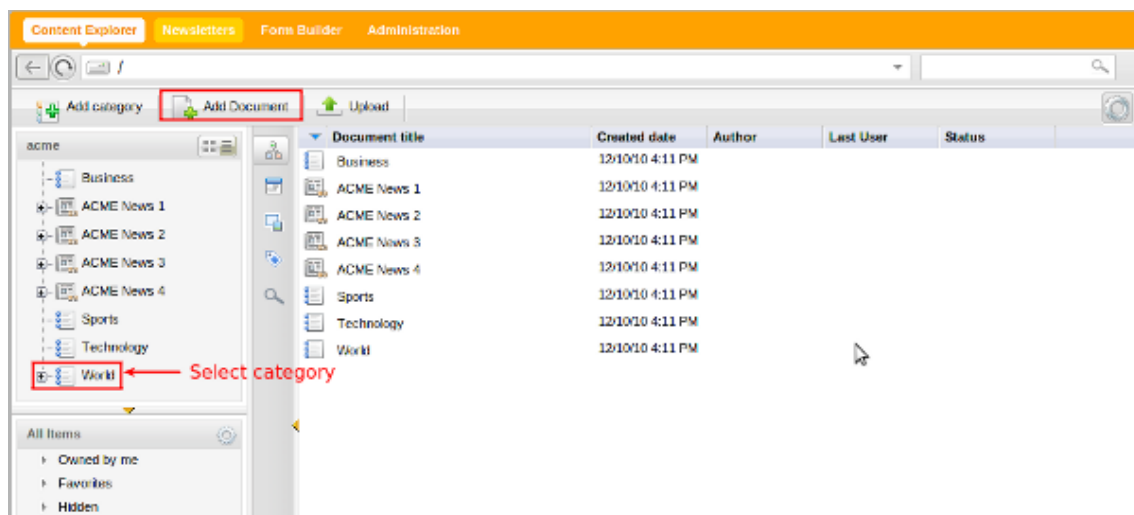 Content Explorer Newsletters Form Builder Administration
/
Add category Add Document Upload
acme
Business
ACME News 1
ACME News 2
ACME News 3
ACME News 4
Sports
Technology
World
Select category
All Items
Owned by me
Favorites
Hidden
Document title Created date Author Last User Status
Business 12/10/10 4:11 PM
ACME News 1 12/10/10 4:11 PM
ACME News 2 12/10/10 4:11 PM
ACME News 3 12/10/10 4:11 PM
ACME News 4 12/10/10 4:11 PM
Sports 12/10/10 4:11 PM
Technology 12/10/10 4:11 PM
World 12/10/10 4:11 PM